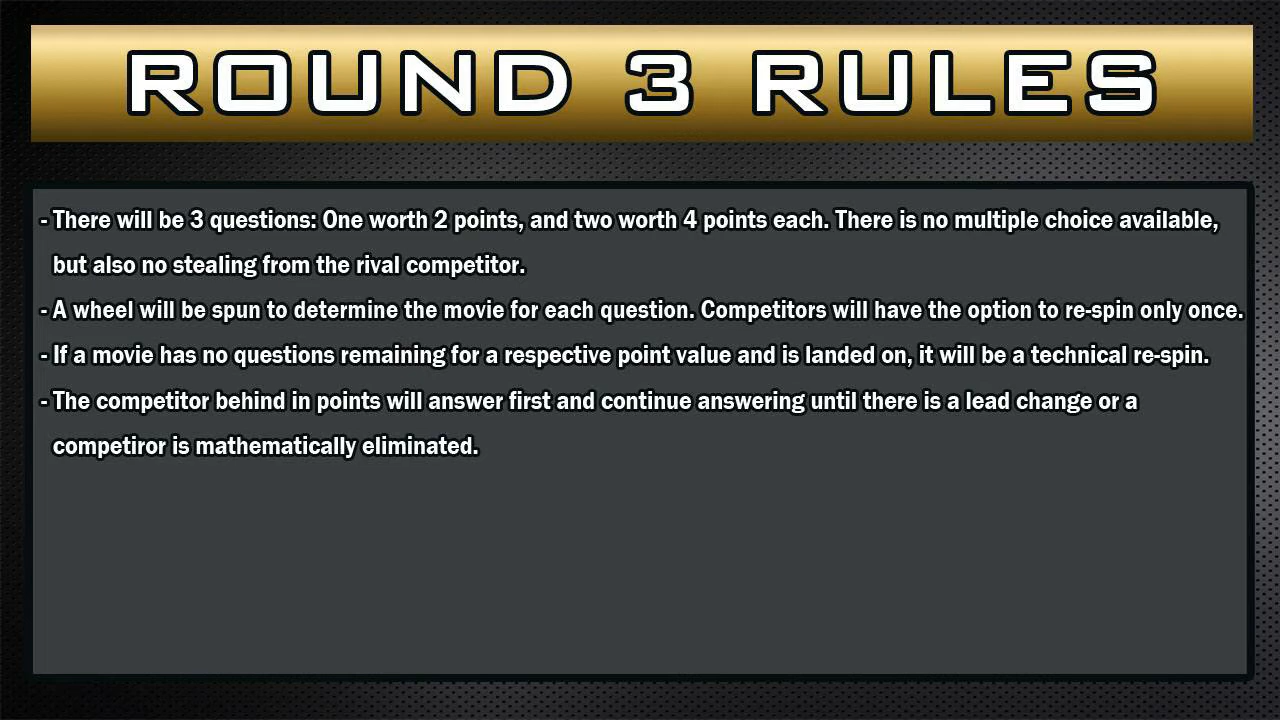 ROUND 3 RULES
- There will be 3 questions: One worth 2 points, and two worth 4 points each. There is no multiple choice available,
but also no stealing from the rival competitor.
- A wheel will be spun to determine the movie for each question. Competitors will have the option to re-spin only once.
- If a movie has no questions remaining for a respective point value and is landed on, it will be a technical re-spin.
- The competitor behind in points will answer first and continue answering until there is a lead change or a
competiror is mathematically eliminated.